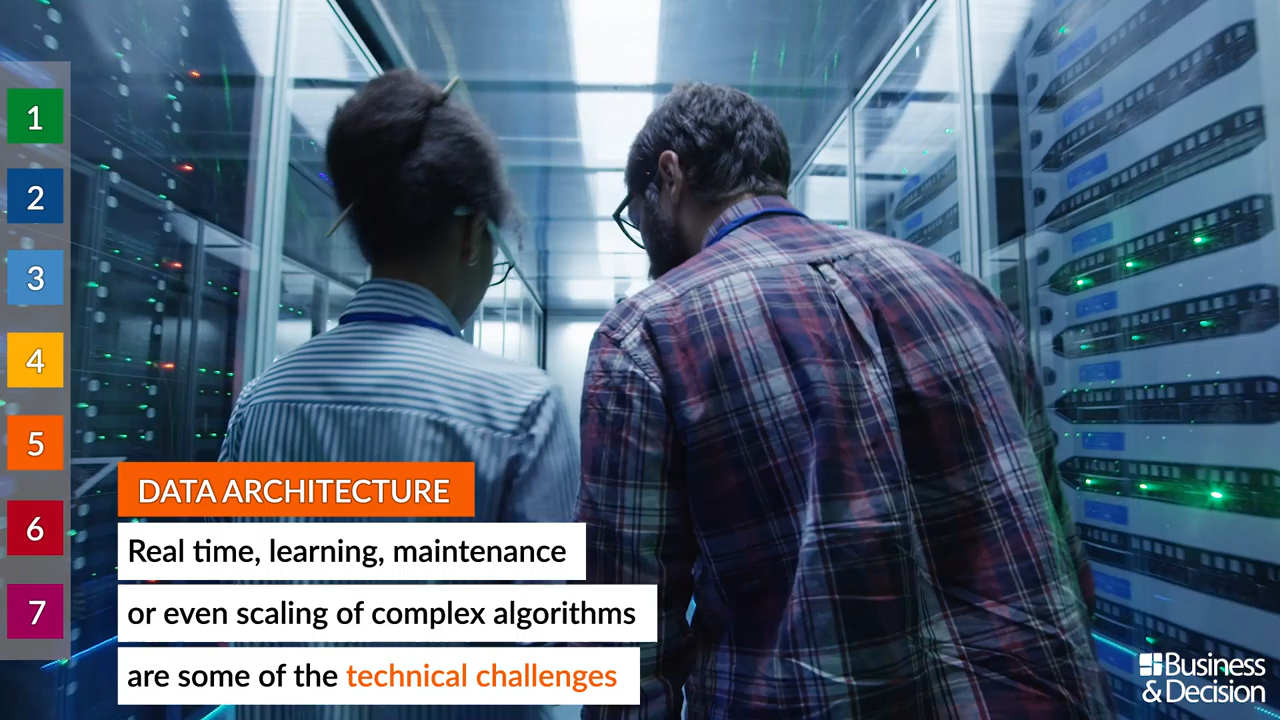 1
2
3
4
5
6
7
DATA ARCHITECTURE
Real time, learning, maintenance
or even scaling of complex algorithms
are some of the technical challenges
Business
& Decision